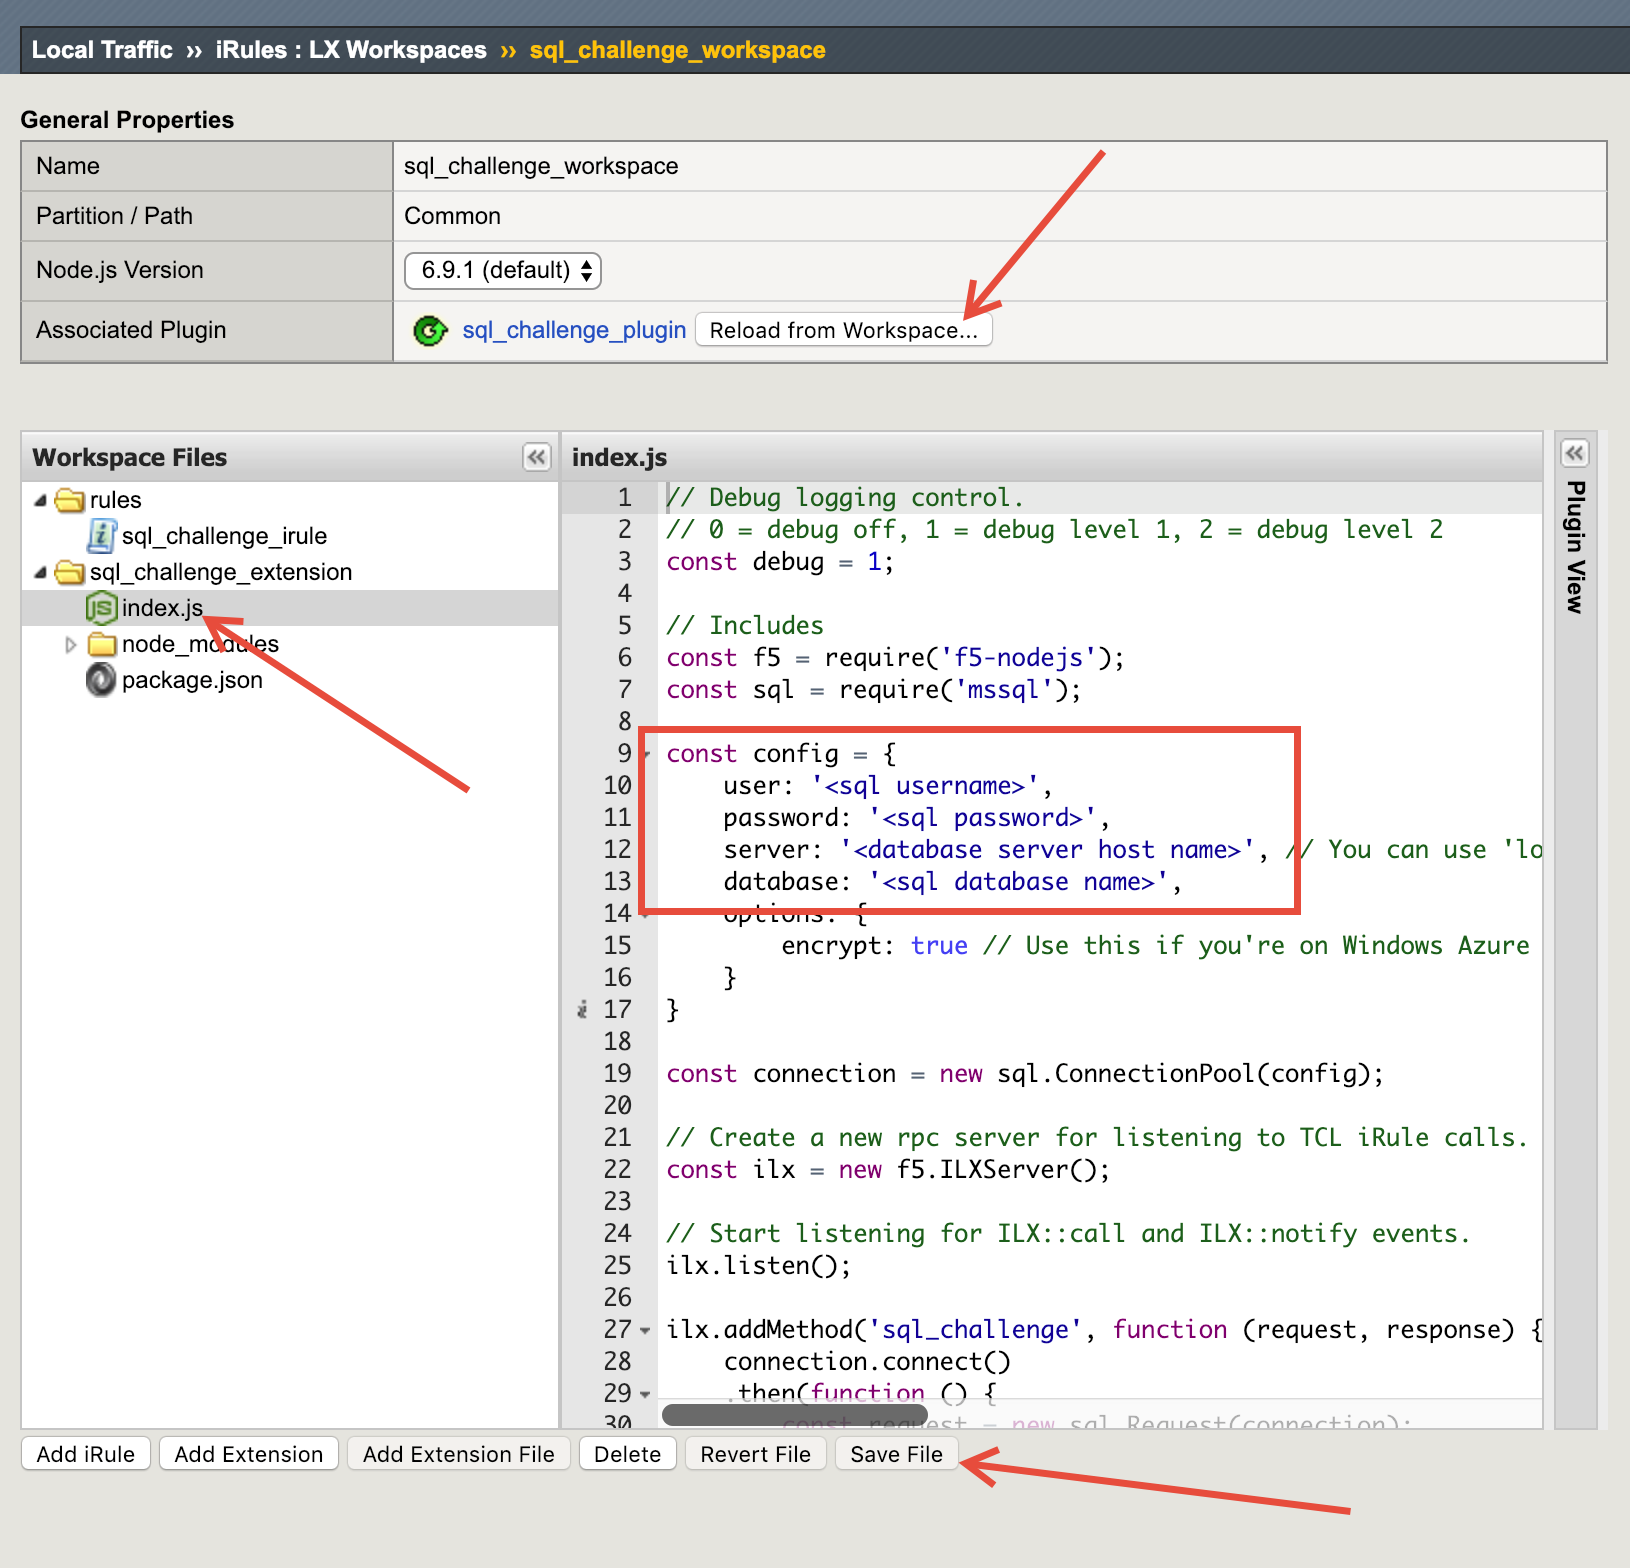 Local Traffic ›› iRules : LX Workspaces ›› sql_challenge_workspace
General Properties
Name sql_challenge_workspace
Partition / Path Common
Node.js Version 6.9.1 (default)
Associated Plugin sql_challenge_plugin Reload from Workspace...
Workspace Files
rules
sql_challenge_irule
sql_challenge_extension
index.js
node_modules
package.json
index.js
1 // Debug logging control.
2 // 0 = debug off, 1 = debug level 1, 2 = debug level 2
3 const debug = 1;
4
5 // Includes
6 const f5 = require('f5-nodejs');
7 const sql = require('mssql');
8
9 const config = {
10     user: '<sql username>',
11     password: '<sql password>',
12     server: '<database server host name>', // You can use 'lo
13     database: '<sql database name>',
14     options: {
15         encrypt: true // Use this if you're on Windows Azure
16     }
17 }
18
19 const connection = new sql.ConnectionPool(config);
20
21 // Create a new rpc server for listening to TCL iRule calls.
22 const ilx = new f5.ILXServer();
23
24 // Start listening for ILX::call and ILX::notify events.
25 ilx.listen();
26
27 ilx.addMethod('sql_challenge', function (request, response) {
28     connection.connect()
29     .then(function () {
30         const request = new sql.Request(connection);
Plugin View
Add iRule Add Extension Add Extension File Delete Revert File Save File